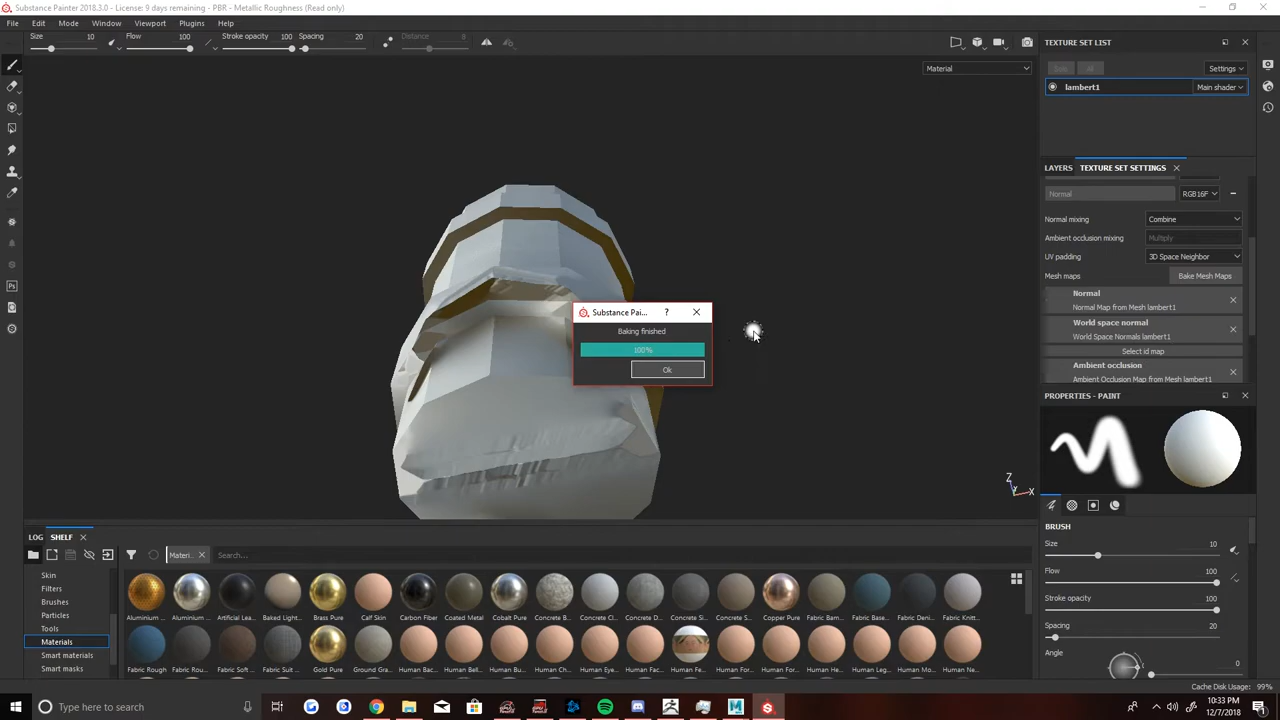 Substance Painter 2018.3.0 - License: 9 days remaining - PBR - Metallic Roughness (Read only)
File Edit Mode Window Viewport Plugins Help
Size 10 Flow 100 Stroke opacity 100 Spacing 20 Distance 8
Material
TEXTURE SET LIST
Solo All Settings
lambert1 Main shader
LAYERS TEXTURE SET SETTINGS
Normal RGB16F
Normal mixing Combine
Ambient occlusion mixing Multiply
UV padding 3D Space Neighbor
Mesh maps Bake Mesh Maps
Normal
Normal Map from Mesh lambert1
World space normal
World Space Normals lambert1
Select id map
Ambient occlusion
Ambient Occlusion Map from Mesh lambert1
Substance Pai... ?
Baking finished
100%
Ok
Z
Y
X
PROPERTIES - PAINT
BRUSH
Size 10
Flow 100
Stroke opacity 100
Spacing 20
Angle 0
LOG SHELF
Materi... Search...
Skin
Filters
Brushes
Particles
Tools
Materials
Smart materials
Smart masks
Aluminium ... Aluminium ... Artificial Lea... Baked Light... Brass Pure Calf Skin Carbon Fiber Coated Metal Cobalt Pure Concrete B... Concrete Cl... Concrete D... Concrete Si... Concrete S... Copper Pure Fabric Bam... Fabric Base... Fabric Deni... Fabric Knitt...
Fabric Rough Fabric Rou... Fabric Soft ... Fabric Suit ... Gold Pure Ground Gra... Human Bac... Human Bell... Human Bu... Human Ch... Human Eye... Human Fac... Human Fe... Human For... Human For... Human He... Human Leg... Human Mo... Human Ne...
Cache Disk Usage: 99%
Type here to search
10:33 PM
12/7/2018